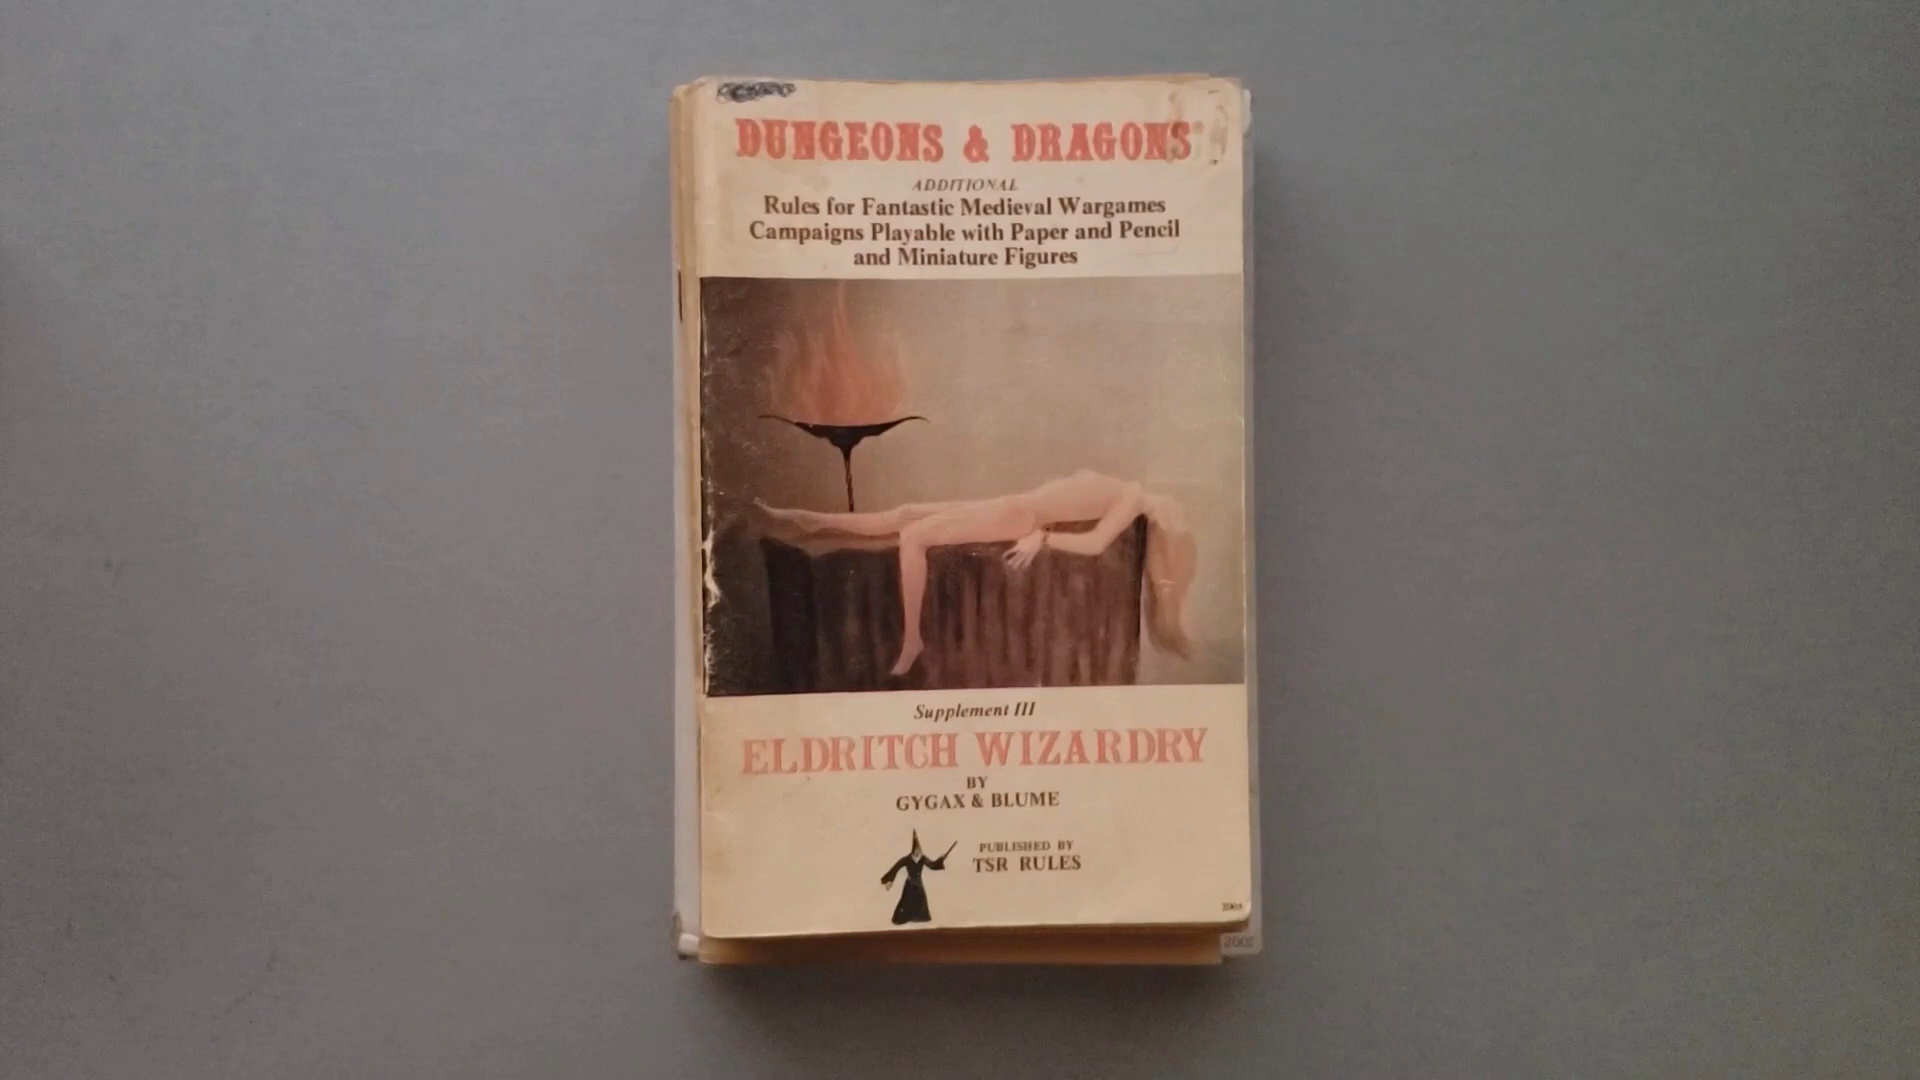 DUNGEONS & DRAGONS®
ADDITIONAL
Rules for Fantastic Medieval Wargames
Campaigns Playable with Paper and Pencil
and Miniature Figures
Supplement III
ELDRITCH WIZARDRY
BY
GYGAX & BLUME
PUBLISHED BY
TSR RULES